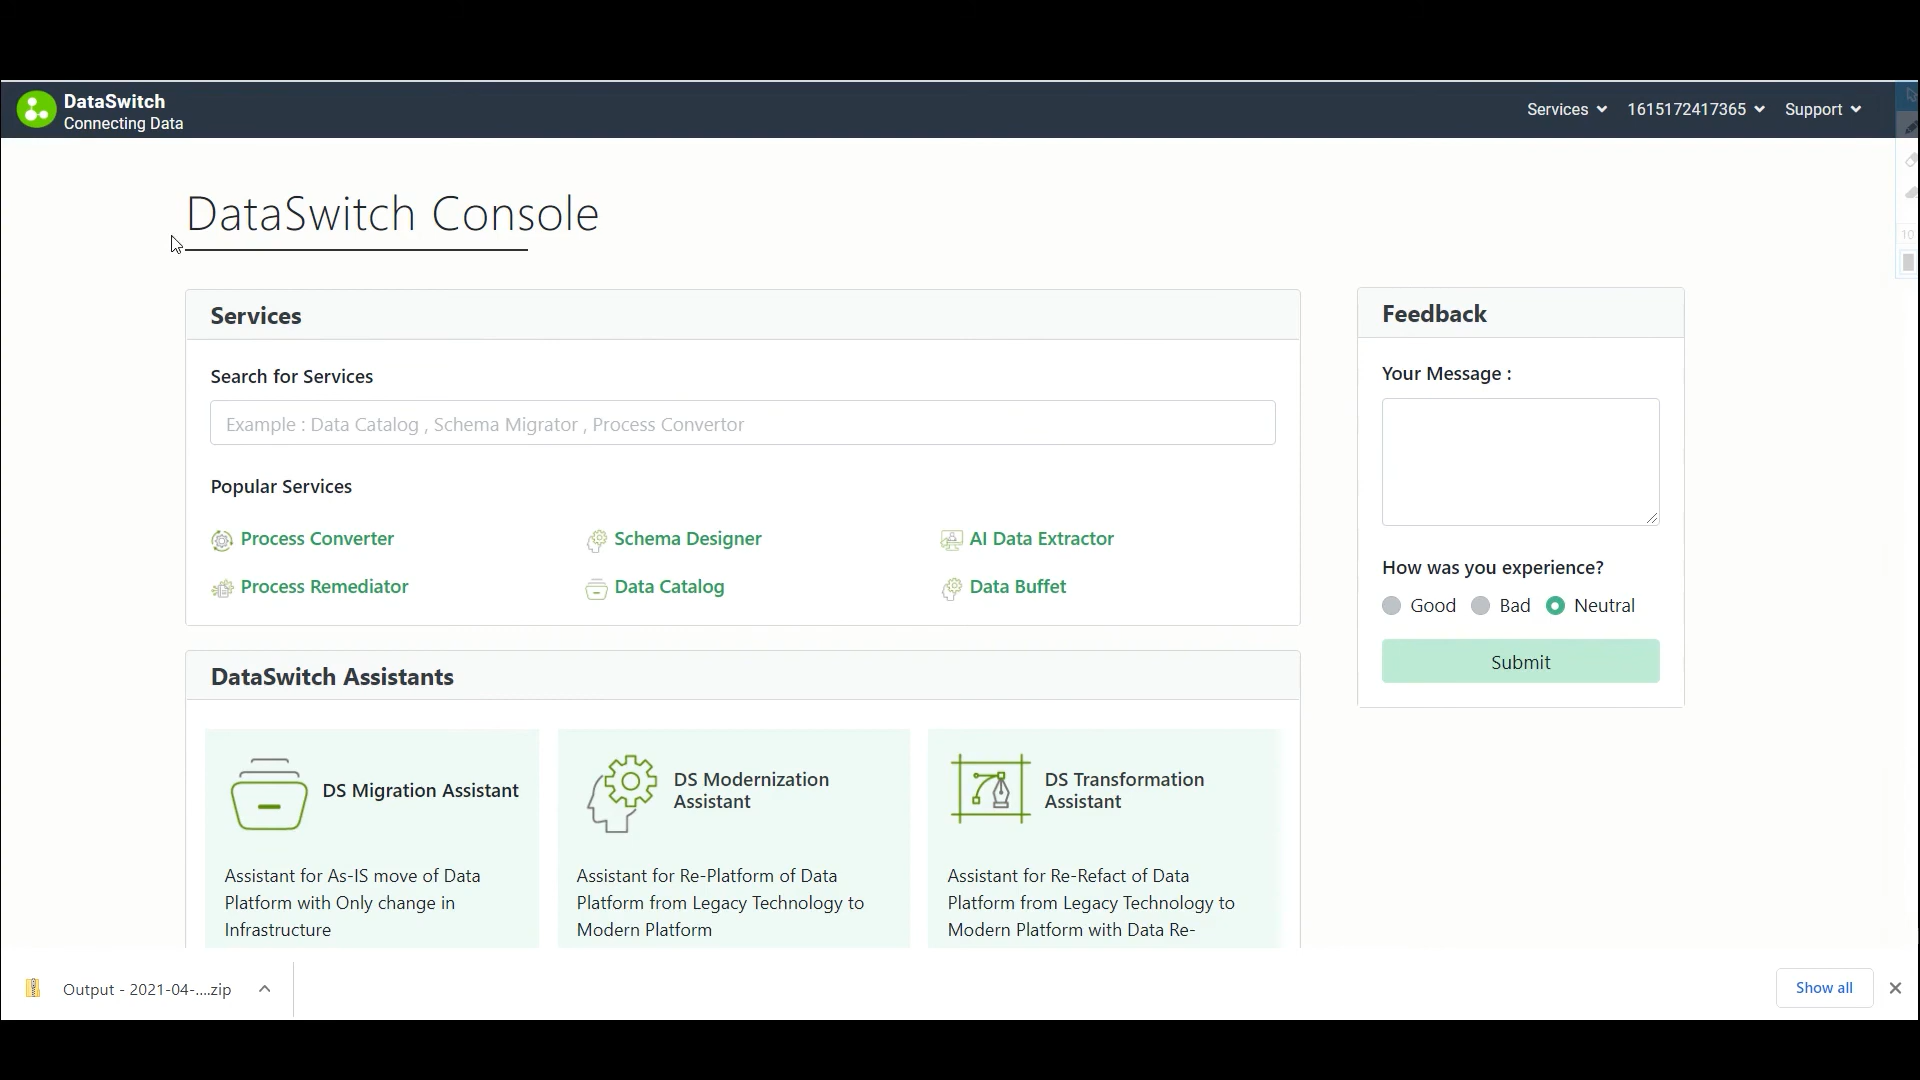 DataSwitch
Connecting Data
Services
1615172417365
Support
DataSwitch Console
10
Services
Search for Services
Example : Data Catalog , Schema Migrator , Process Convertor
Popular Services
Process Converter
Schema Designer
AI Data Extractor
Process Remediator
Data Catalog
Data Buffet
Feedback
Your Message :
How was you experience?
Good
Bad
Neutral
Submit
DataSwitch Assistants
DS Migration Assistant
Assistant for As-IS move of Data
Platform with Only change in
Infrastructure
DS Modernization
Assistant
Assistant for Re-Platform of Data
Platform from Legacy Technology to
Modern Platform
DS Transformation
Assistant
Assistant for Re-Refact of Data
Platform from Legacy Technology to
Modern Platform with Data Re-
Output - 2021-04-....zip
Show all